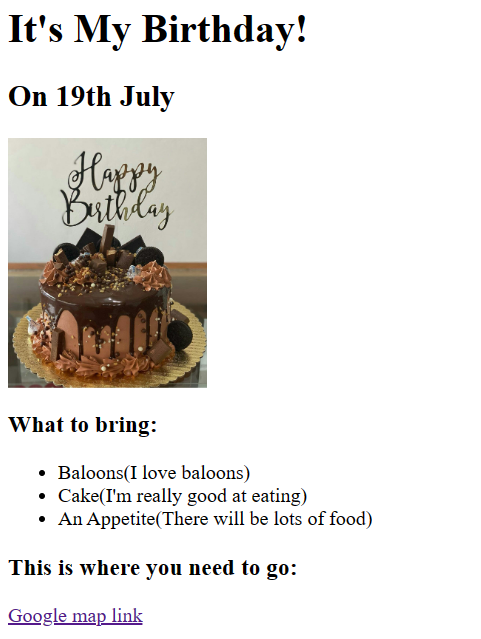 It's My Birthday!
On 19th July
Happy
Birthday
What to bring:
Baloons(I love baloons)
Cake(I'm really good at eating)
An Appetite(There will be lots of food)
This is where you need to go:
Google map link